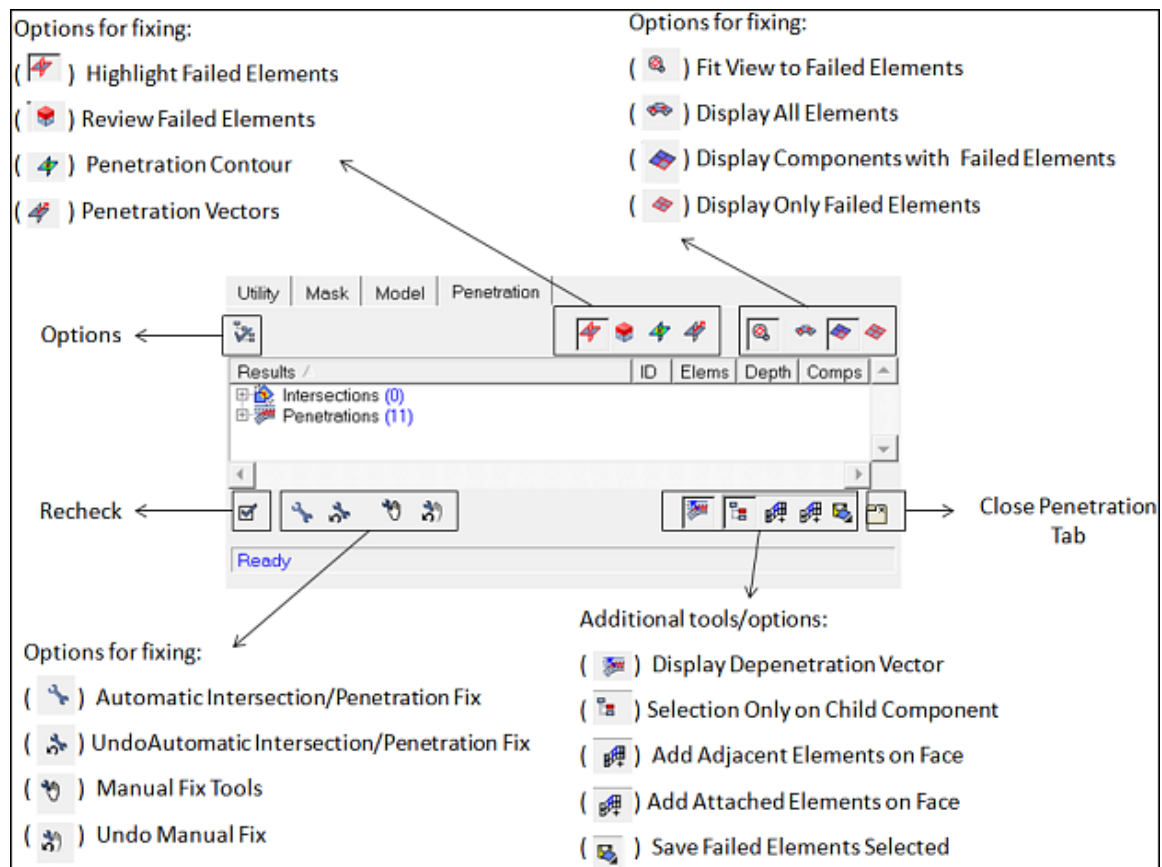 Options for fixing:
( ) Highlight Failed Elements
( ) Review Failed Elements
( ) Penetration Contour
( ) Penetration Vectors
Options for fixing:
( ) Fit View to Failed Elements
( ) Display All Elements
( ) Display Components with Failed Elements
( ) Display Only Failed Elements
Utility Mask Model Penetration
Options
Results / ID Elems Depth Comps
Intersections (0)
Penetrations (11)
Recheck
Close Penetration
Tab
Ready
Options for fixing:
( ) Automatic Intersection/Penetration Fix
( ) UndoAutomatic Intersection/Penetration Fix
( ) Manual Fix Tools
( ) Undo Manual Fix
Additional tools/options:
( ) Display Depenetration Vector
( ) Selection Only on Child Component
( ) Add Adjacent Elements on Face
( ) Add Attached Elements on Face
( ) Save Failed Elements Selected